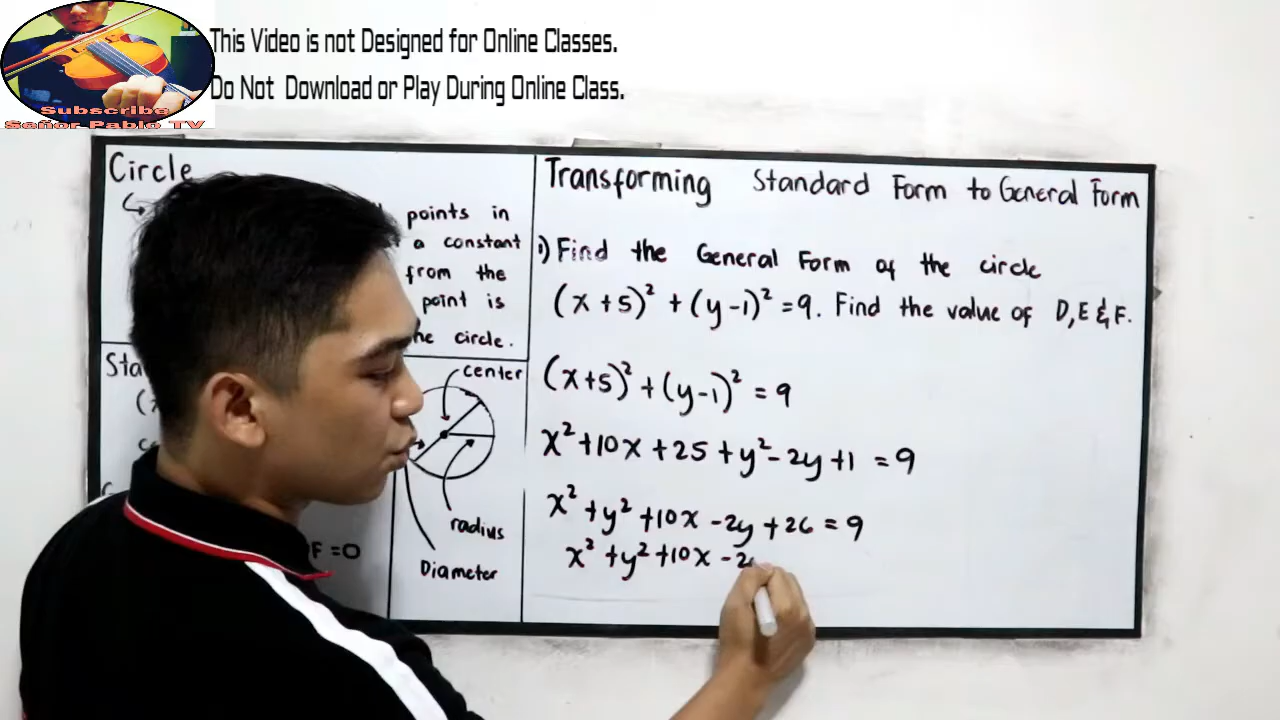 This Video is not Designed for Online Classes.
Do Not Download or Play During Online Class.
Subscribe
Señor Pablo TV
Circle
points in
a constant
from the
point is
circle.
center
radius
Diameter
F = 0
Transforming Standard Form to General Form
1) Find the General Form of the circle
(x + 5)² + (y - 1)² = 9. Find the value of D, E & F.
(x+5)² + (y-1)² = 9
x² + 10x + 25 + y² - 2y + 1 = 9
x² + y² + 10x - 2y + 26 = 9
x² + y² + 10x - 2